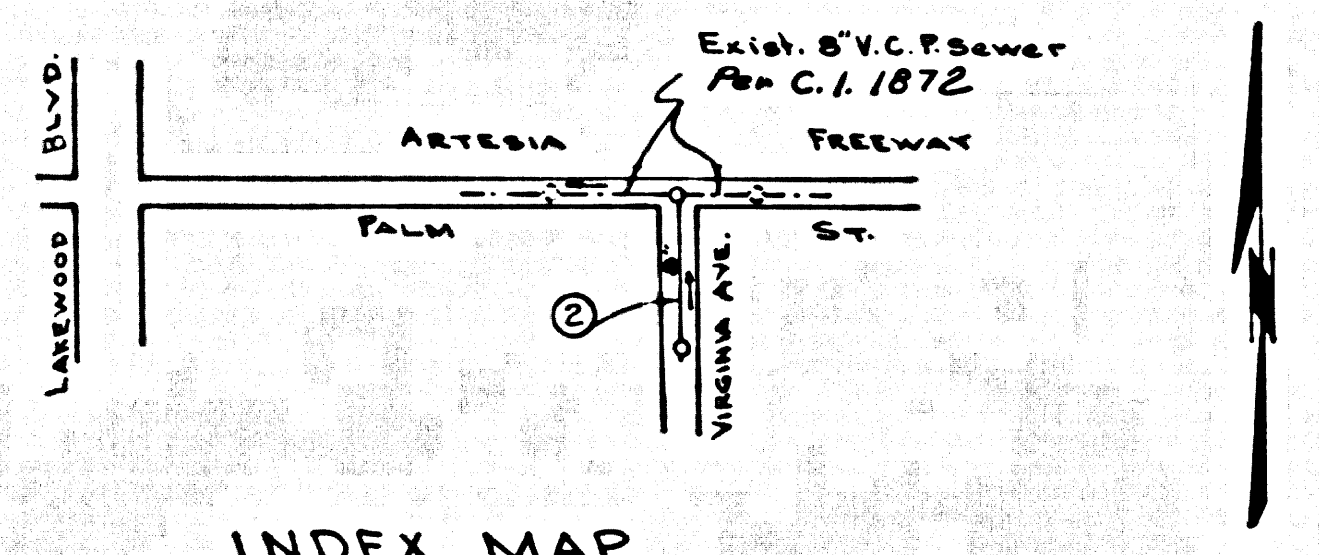 Exist. 8" V.C.P. Sewer
Per C.I. 1872
BLVD.
ARTESIA FREEWAY
PALM ST.
LAKEWOOD
VIRGINIA AVE.
2
N
INDEX MAP